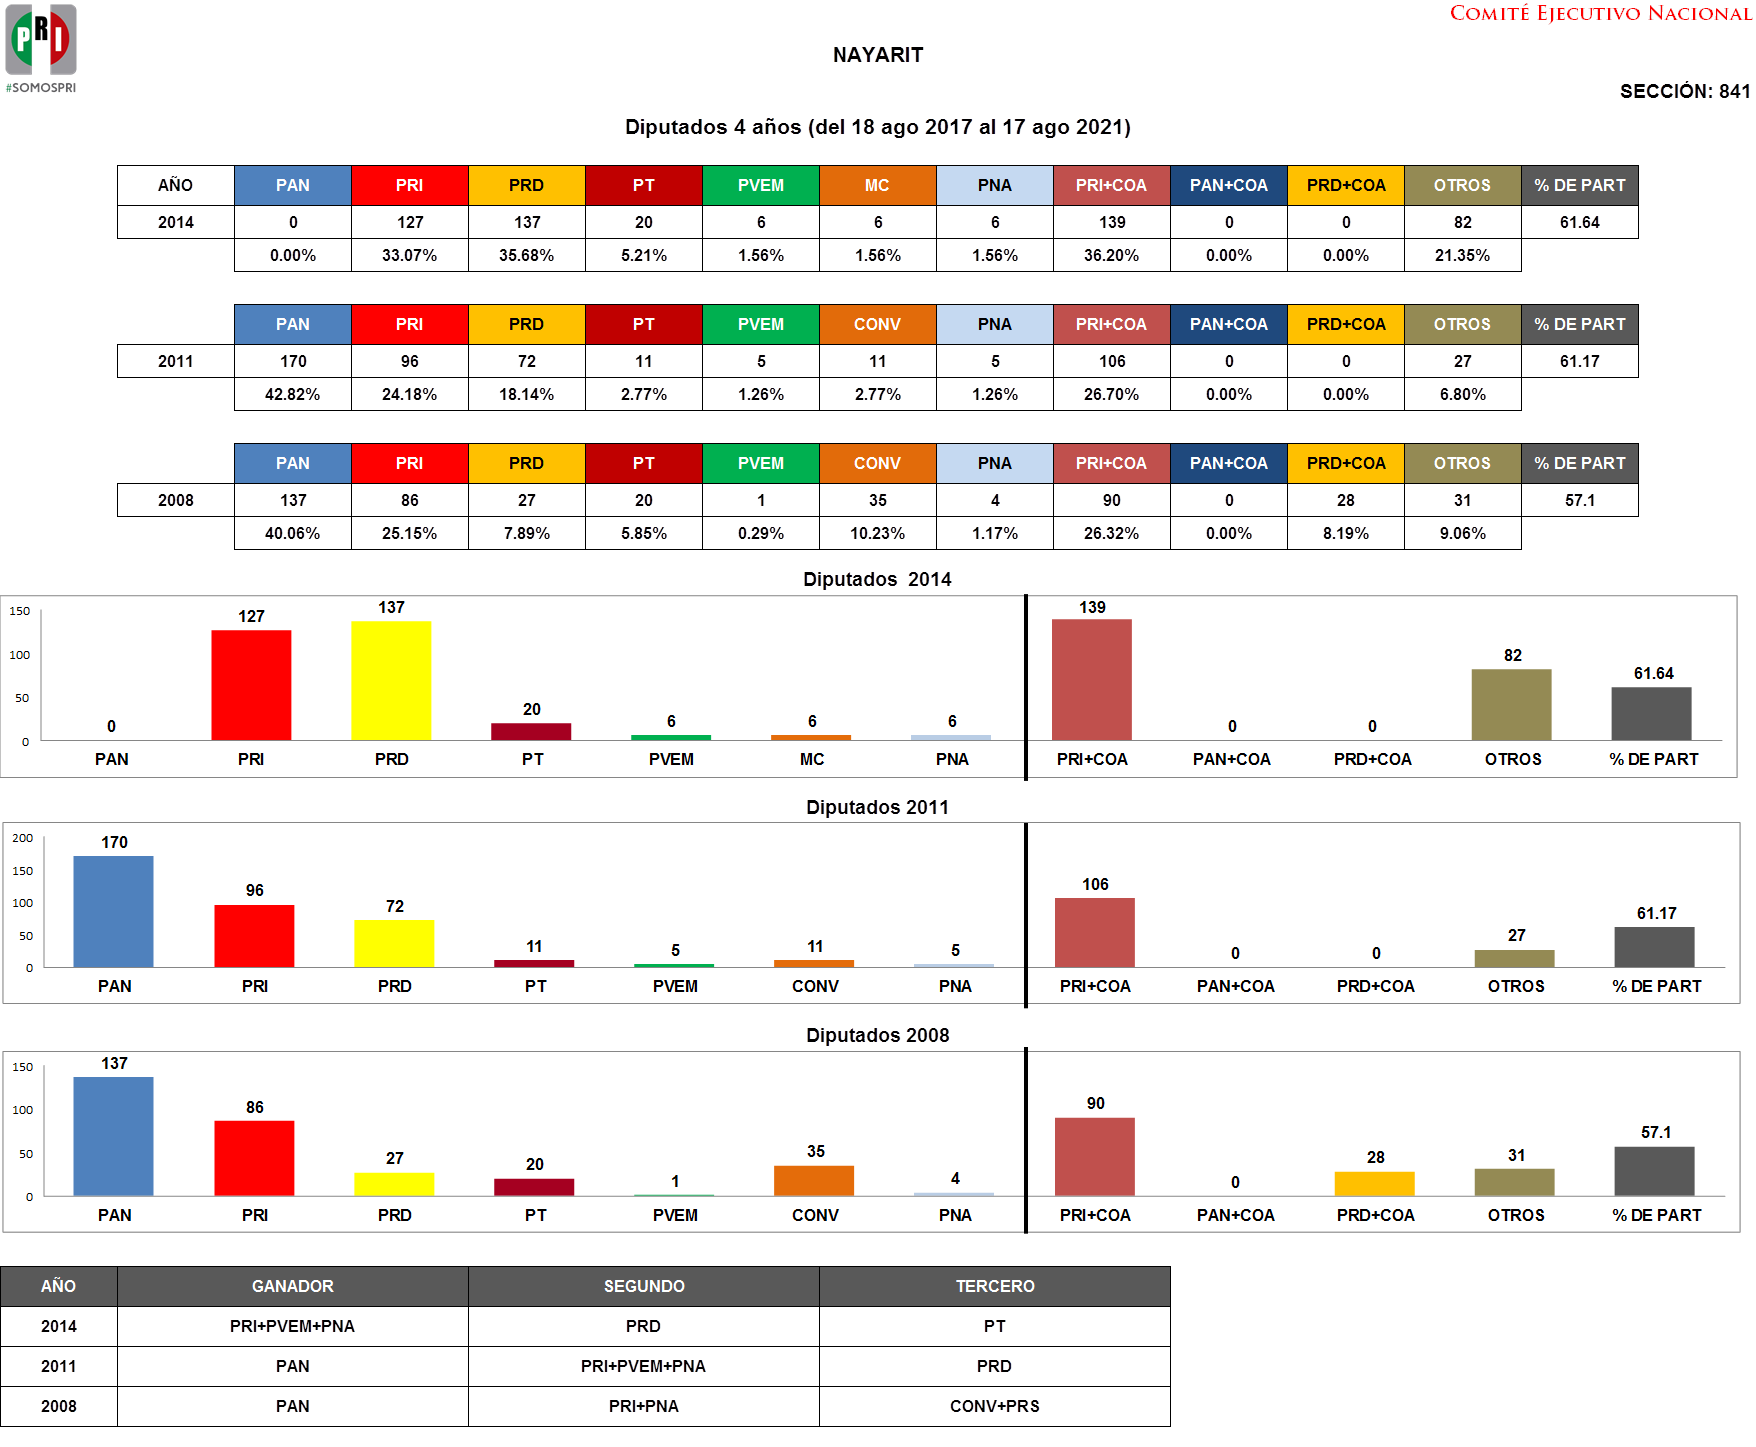 PRI
#SOMOSPRI
COMITÉ EJECUTIVO NACIONAL
NAYARIT
SECCIÓN: 841
Diputados 4 años (del 18 ago 2017 al 17 ago 2021)
AÑO PAN PRI PRD PT PVEM MC PNA PRI+COA PAN+COA PRD+COA OTROS % DE PART
2014 0 127 137 20 6 6 6 139 0 0 82 61.64
0.00% 33.07% 35.68% 5.21% 1.56% 1.56% 1.56% 36.20% 0.00% 0.00% 21.35%
PAN PRI PRD PT PVEM CONV PNA PRI+COA PAN+COA PRD+COA OTROS % DE PART
2011 170 96 72 11 5 11 5 106 0 0 27 61.17
42.82% 24.18% 18.14% 2.77% 1.26% 2.77% 1.26% 26.70% 0.00% 0.00% 6.80%
PAN PRI PRD PT PVEM CONV PNA PRI+COA PAN+COA PRD+COA OTROS % DE PART
2008 137 86 27 20 1 35 4 90 0 28 31 57.1
40.06% 25.15% 7.89% 5.85% 0.29% 10.23% 1.17% 26.32% 0.00% 8.19% 9.06%
Diputados 2014
150
100
50
0
0 127 137 20 6 6 6 139 0 0 82 61.64
PAN PRI PRD PT PVEM MC PNA PRI+COA PAN+COA PRD+COA OTROS % DE PART
Diputados 2011
200
150
100
50
0
170 96 72 11 5 11 5 106 0 0 27 61.17
PAN PRI PRD PT PVEM CONV PNA PRI+COA PAN+COA PRD+COA OTROS % DE PART
Diputados 2008
150
100
50
0
137 86 27 20 1 35 4 90 0 28 31 57.1
PAN PRI PRD PT PVEM CONV PNA PRI+COA PAN+COA PRD+COA OTROS % DE PART
AÑO GANADOR SEGUNDO TERCERO
2014 PRI+PVEM+PNA PRD PT
2011 PAN PRI+PVEM+PNA PRD
2008 PAN PRI+PNA CONV+PRS